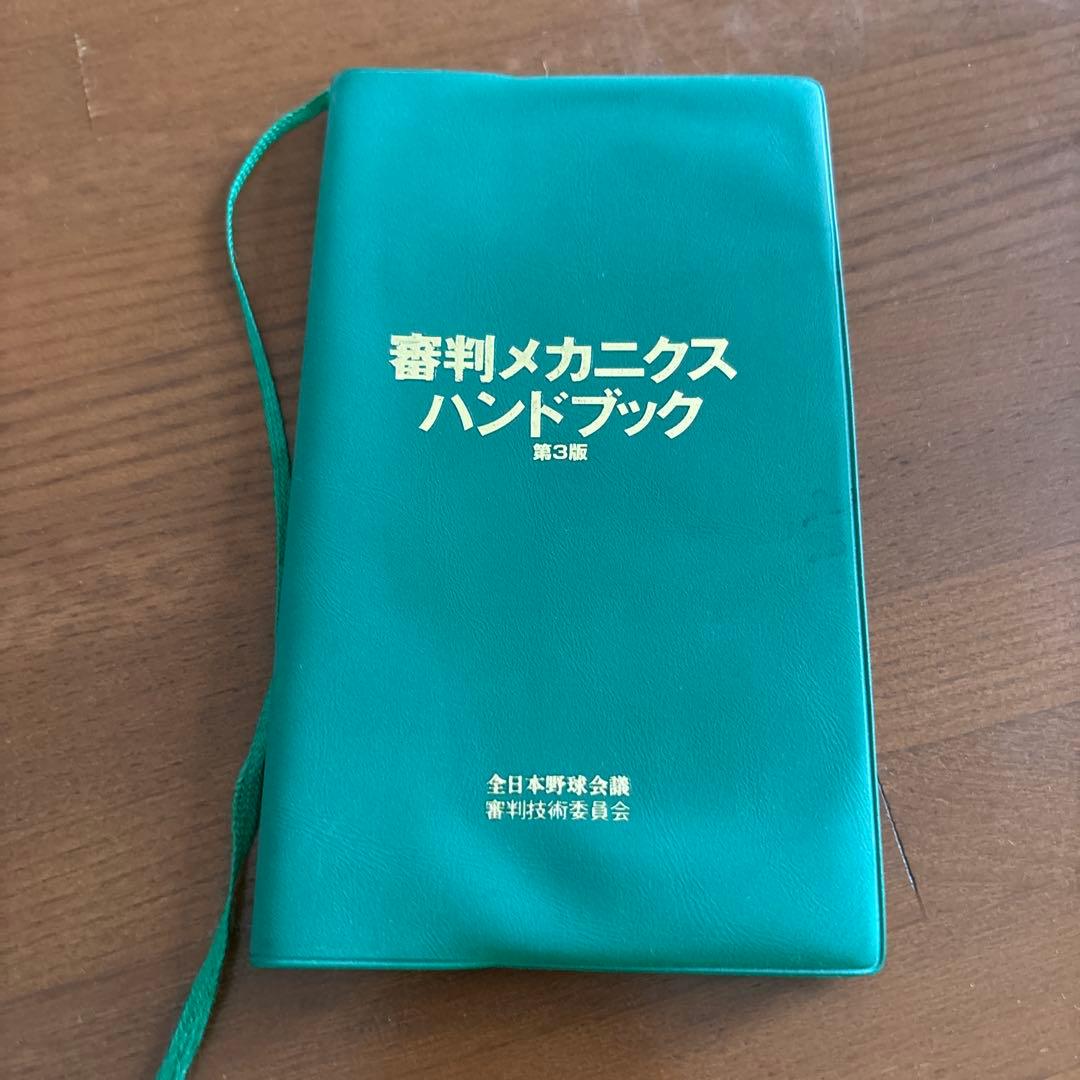 審判メカニクス
ハンドブック
第3版
全日本野球会議
審判技術委員会